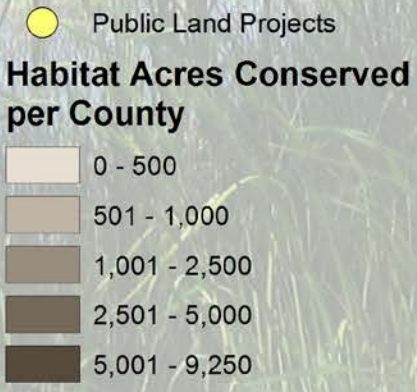 Public Land Projects
Habitat Acres Conserved
per County
0 - 500
501 - 1,000
1,001 - 2,500
2,501 - 5,000
5,001 - 9,250